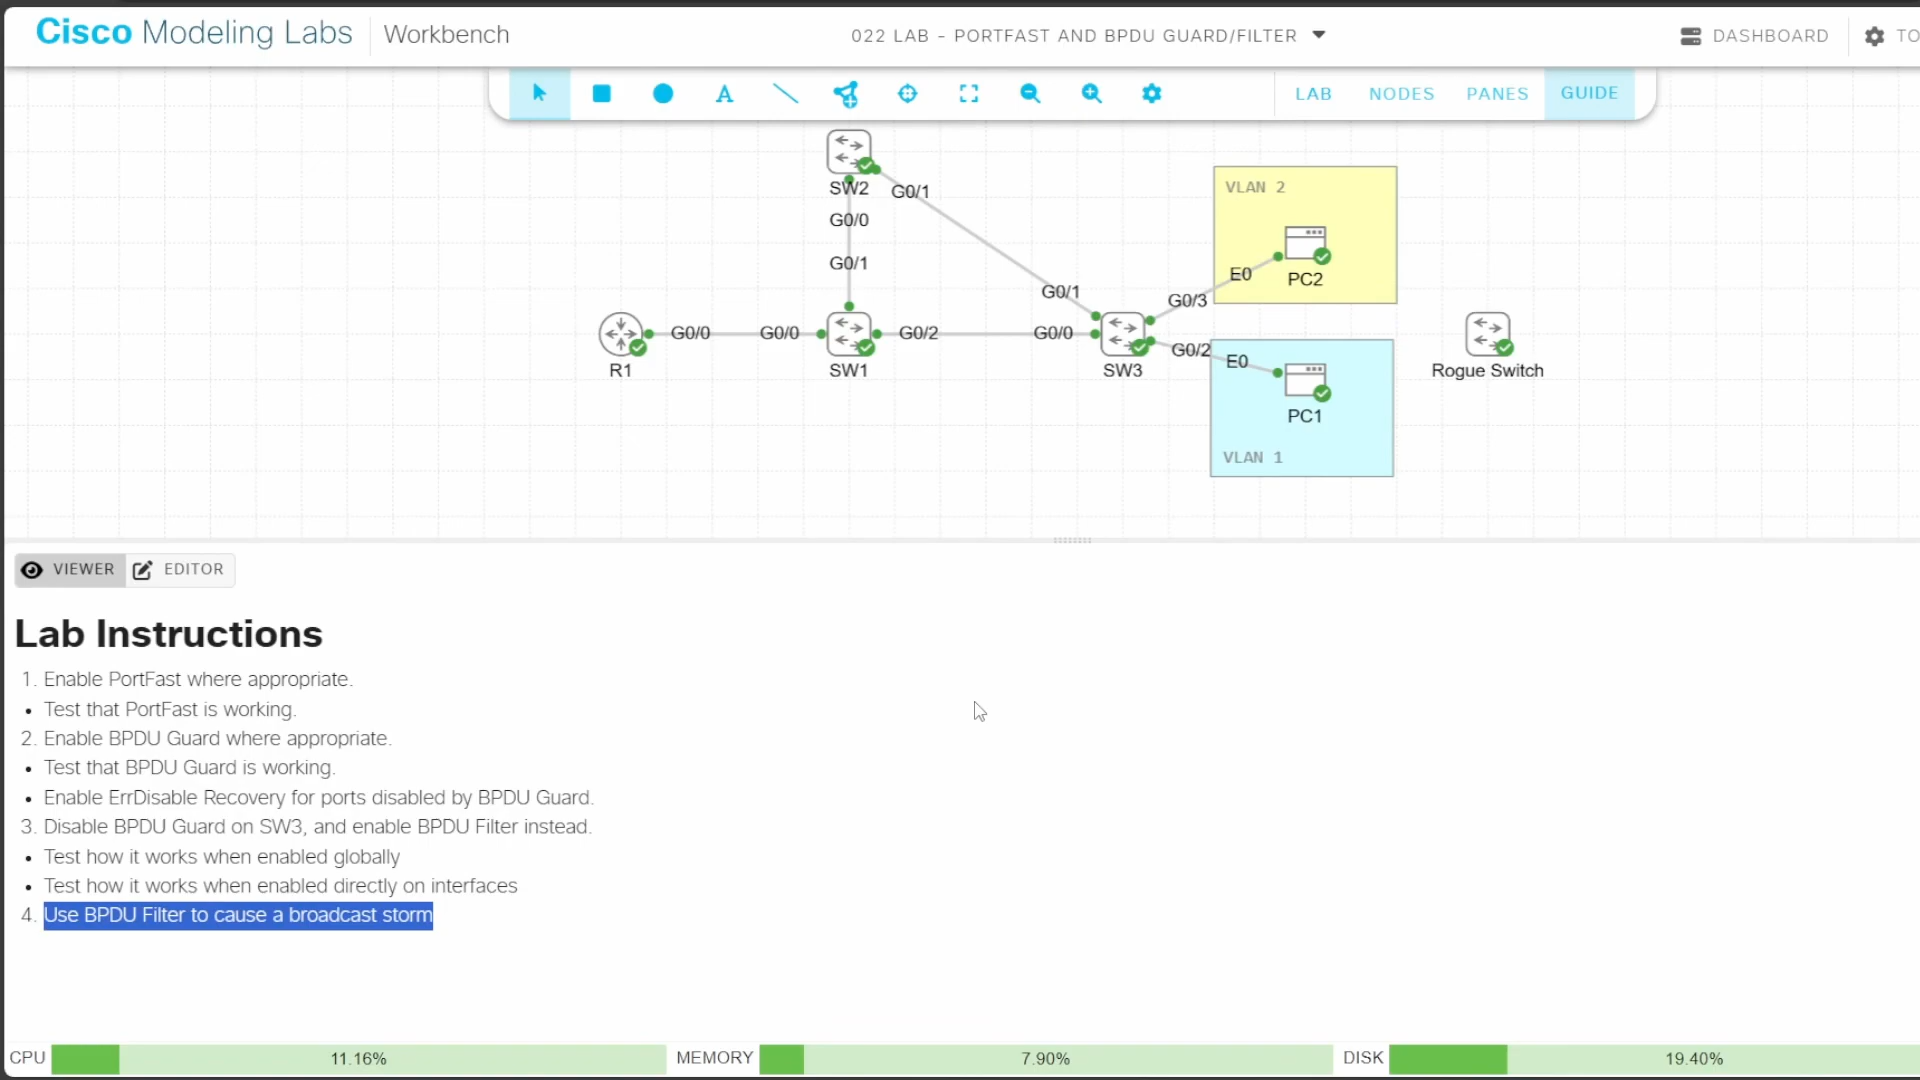 Cisco Modeling Labs Workbench
022 LAB - PORTFAST AND BPDU GUARD/FILTER
DASHBOARD
TO
LAB NODES PANES GUIDE
SW2
G0/1
G0/0
G0/1
G0/1
VLAN 2
E0
PC2
G0/3
R1
G0/0
G0/0
SW1
G0/2
G0/0
SW3
G0/2
E0
PC1
VLAN 1
Rogue Switch
VIEWER EDITOR
Lab Instructions
1. Enable PortFast where appropriate.
• Test that PortFast is working.
2. Enable BPDU Guard where appropriate.
• Test that BPDU Guard is working.
• Enable ErrDisable Recovery for ports disabled by BPDU Guard.
3. Disable BPDU Guard on SW3, and enable BPDU Filter instead.
• Test how it works when enabled globally
• Test how it works when enabled directly on interfaces
4. Use BPDU Filter to cause a broadcast storm
CPU 11.16% MEMORY 7.90% DISK 19.40%